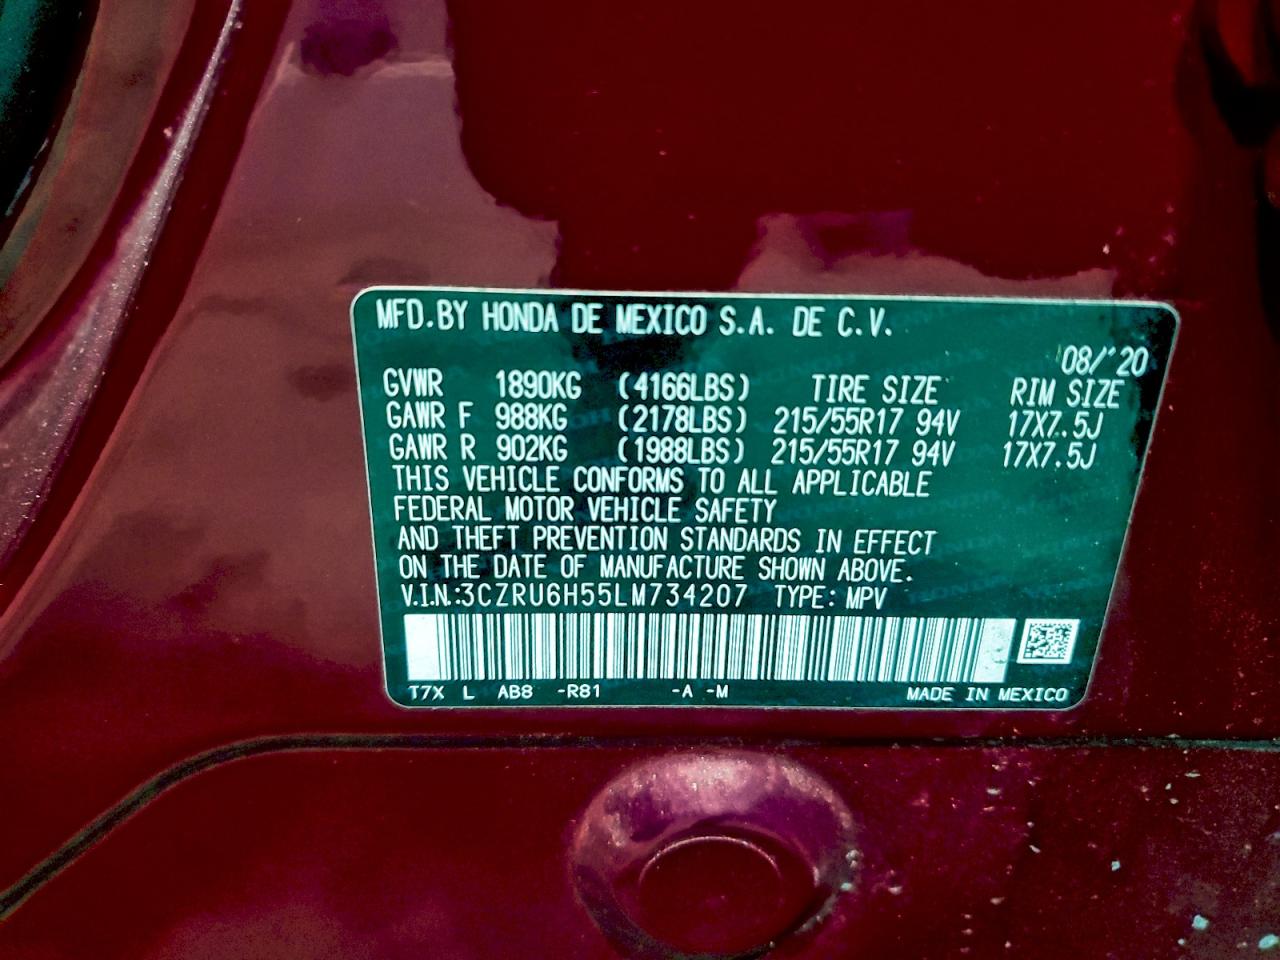 MFD.BY HONDA DE MEXICO S.A. DE C.V.
08/'20
GVWR 1890KG (4166LBS) TIRE SIZE RIM SIZE
GAWR F 988KG (2178LBS) 215/55R17 94V 17X7.5J
GAWR R 902KG (1988LBS) 215/55R17 94V 17X7.5J
THIS VEHICLE CONFORMS TO ALL APPLICABLE
FEDERAL MOTOR VEHICLE SAFETY
AND THEFT PREVENTION STANDARDS IN EFFECT
ON THE DATE OF MANUFACTURE SHOWN ABOVE.
V.I.N.:3CZRU6H55LM734207 TYPE: MPV
T7X L AB8 -R81 -A -M MADE IN MEXICO